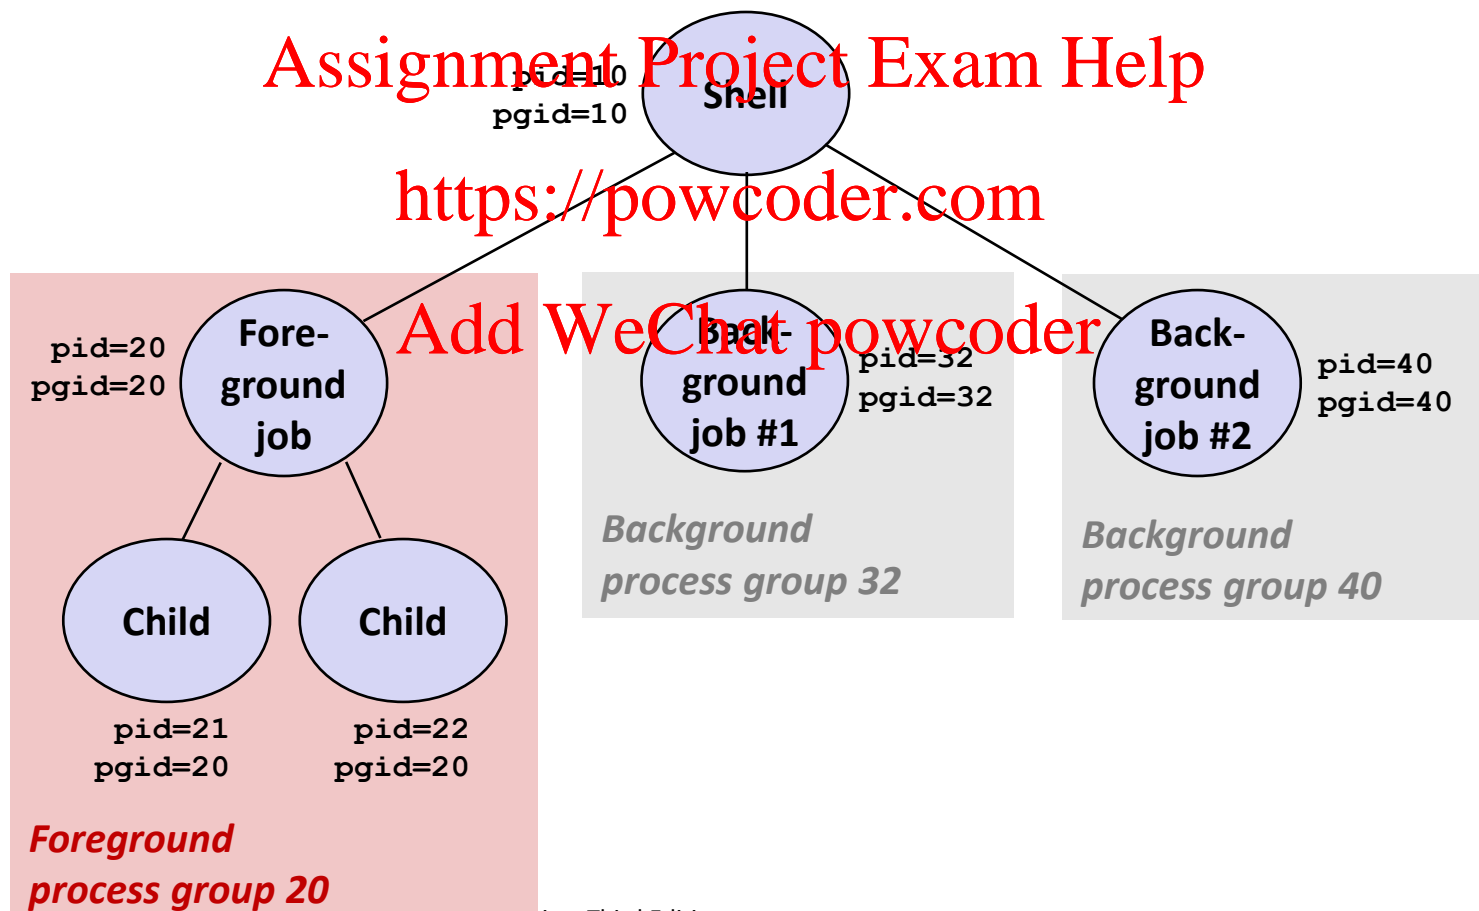 Assignment Project Exam Help
pid=10
pgid=10
Shell
https://powcoder.com
Add WeChat powcoder
pid=20
pgid=20
Fore-
ground
job
Back-
ground
job #1
pid=32
pgid=32
Back-
ground
job #2
pid=40
pgid=40
Background
process group 32
Background
process group 40
Child
Child
pid=21
pgid=20
pid=22
pgid=20
Foreground
process group 20